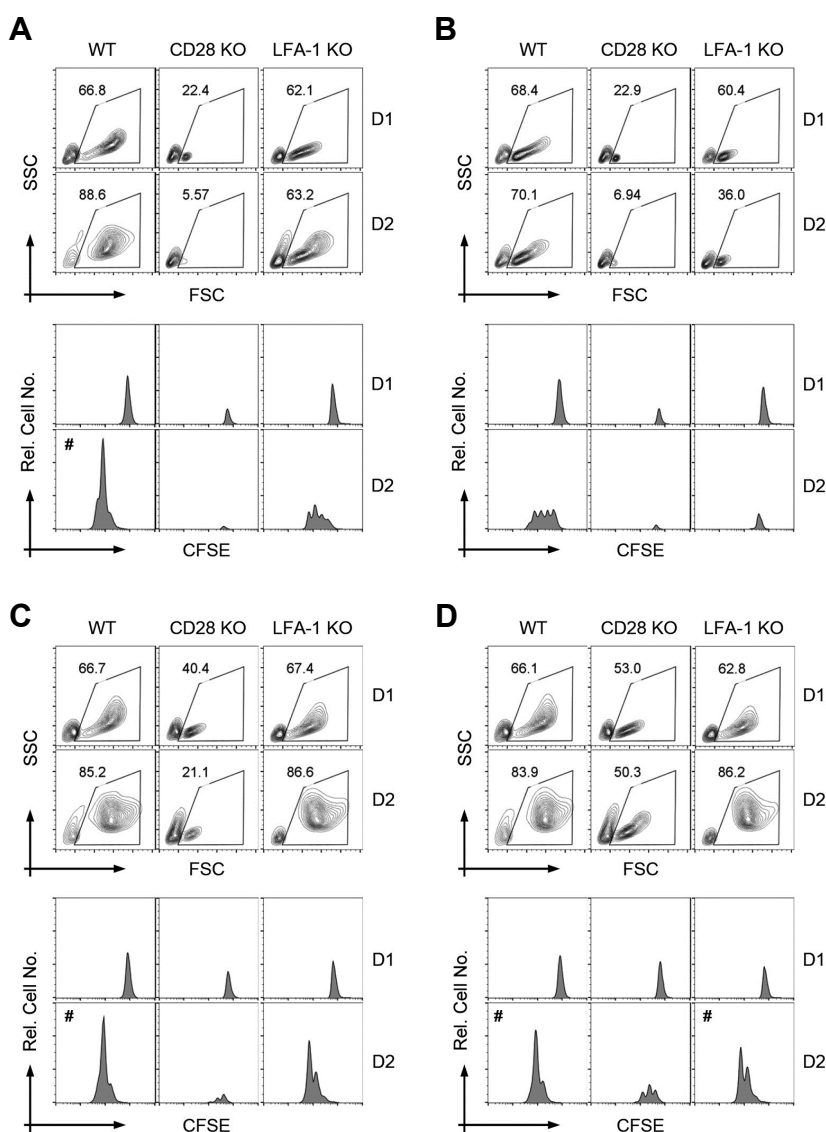 A
WT CD28 KO LFA-1 KO
66.8 22.4 62.1
D1
SSC
88.6 5.57 63.2
D2
FSC
D1
Rel. Cell No.
#
D2
CFSE
B
WT CD28 KO LFA-1 KO
68.4 22.9 60.4
D1
SSC
70.1 6.94 36.0
D2
FSC
D1
Rel. Cell No.
D2
CFSE
C
WT CD28 KO LFA-1 KO
66.7 40.4 67.4
D1
SSC
85.2 21.1 86.6
D2
FSC
D1
Rel. Cell No.
#
D2
CFSE
D
WT CD28 KO LFA-1 KO
66.1 53.0 62.8
D1
SSC
83.9 50.3 86.2
D2
FSC
D1
Rel. Cell No.
# #
D2
CFSE